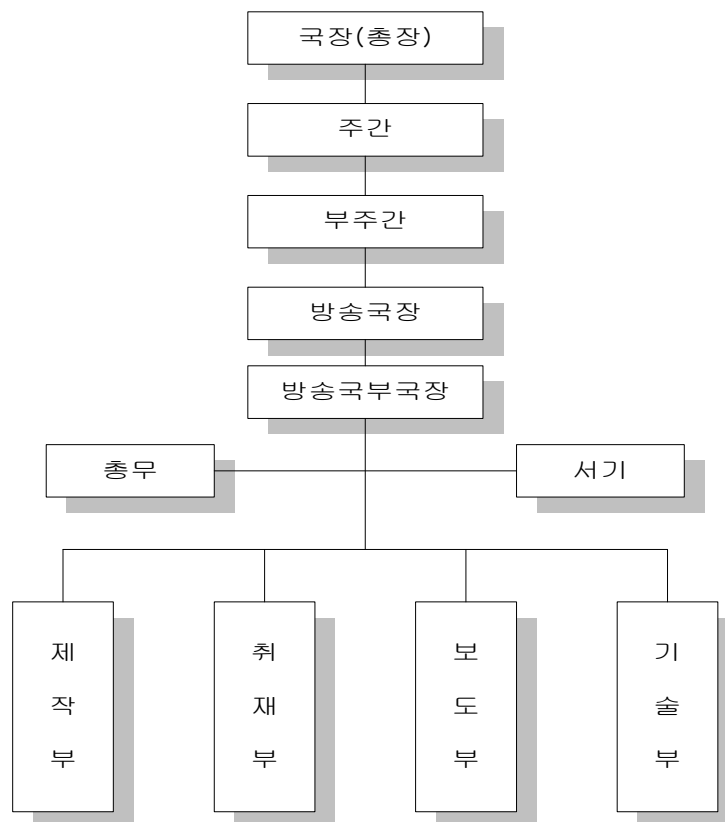 국장(총장)
주간
부주간
방송국장
방송국부국장
총무
서기
제작부
취재부
보도부
기술부